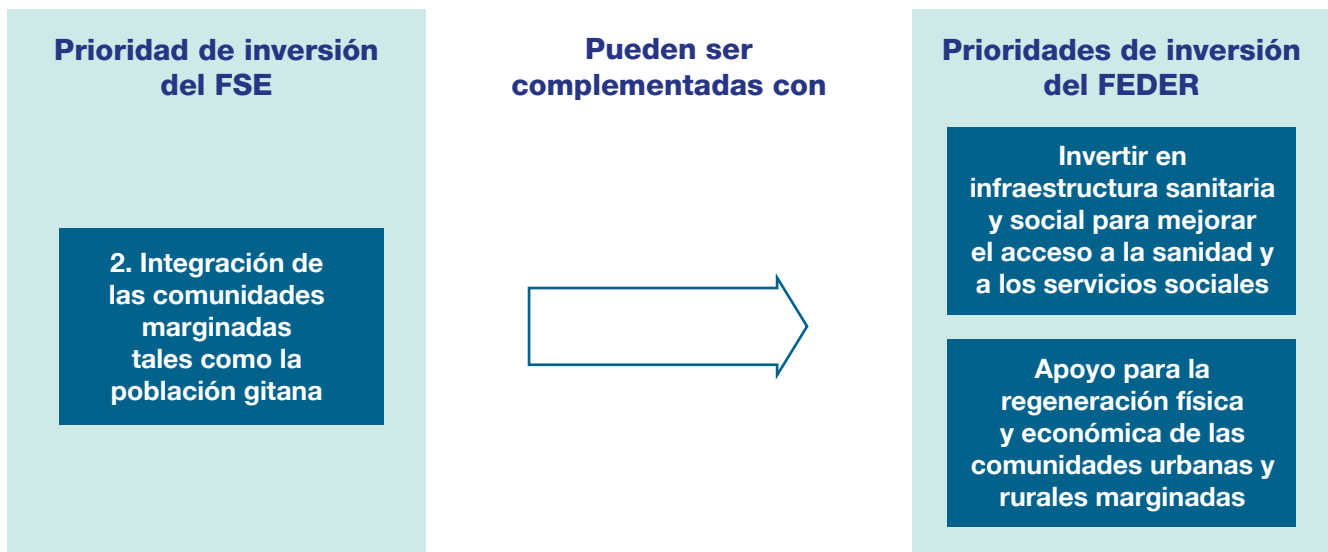 Prioridad de inversión
del FSE
2. Integración de
las comunidades
marginadas
tales como la
población gitana
Pueden ser
complementadas con
Prioridades de inversión
del FEDER
Invertir en
infraestructura sanitaria
y social para mejorar
el acceso a la sanidad y
a los servicios sociales
Apoyo para la
regeneración física
y económica de las
comunidades urbanas y
rurales marginadas